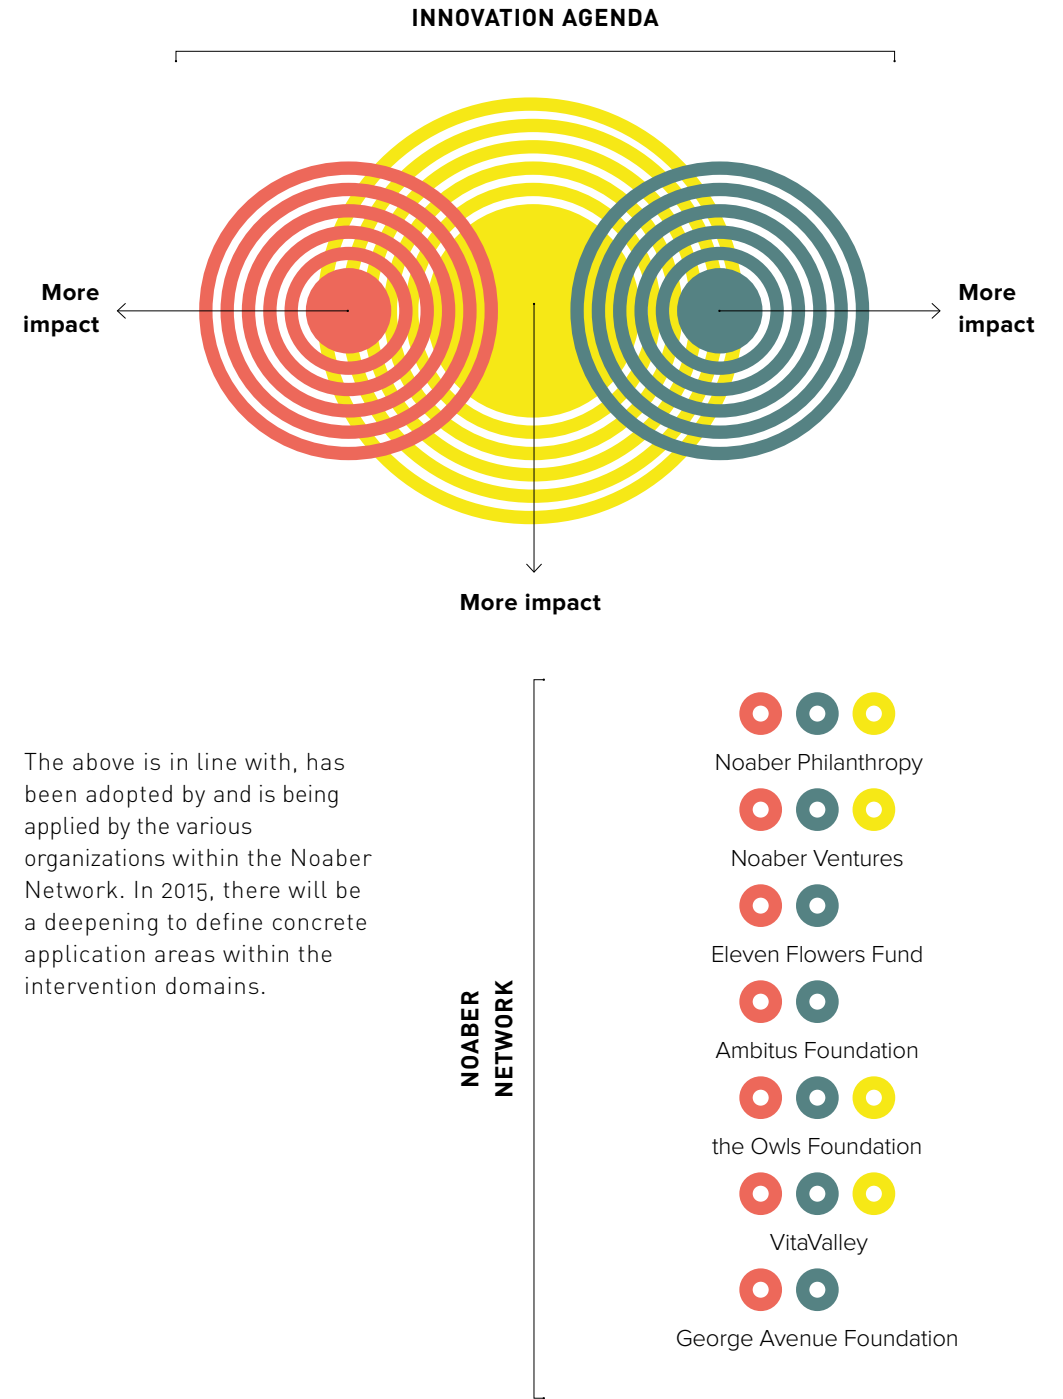 INNOVATION AGENDA
More
impact
More
impact
More impact
The above is in line with, has
been adopted by and is being
applied by the various
organizations within the Noaber
Network. In 2015, there will be
a deepening to define concrete
application areas within the
intervention domains.
NOABER
NETWORK
Noaber Philanthropy
Noaber Ventures
Eleven Flowers Fund
Ambitus Foundation
the Owls Foundation
VitaValley
George Avenue Foundation